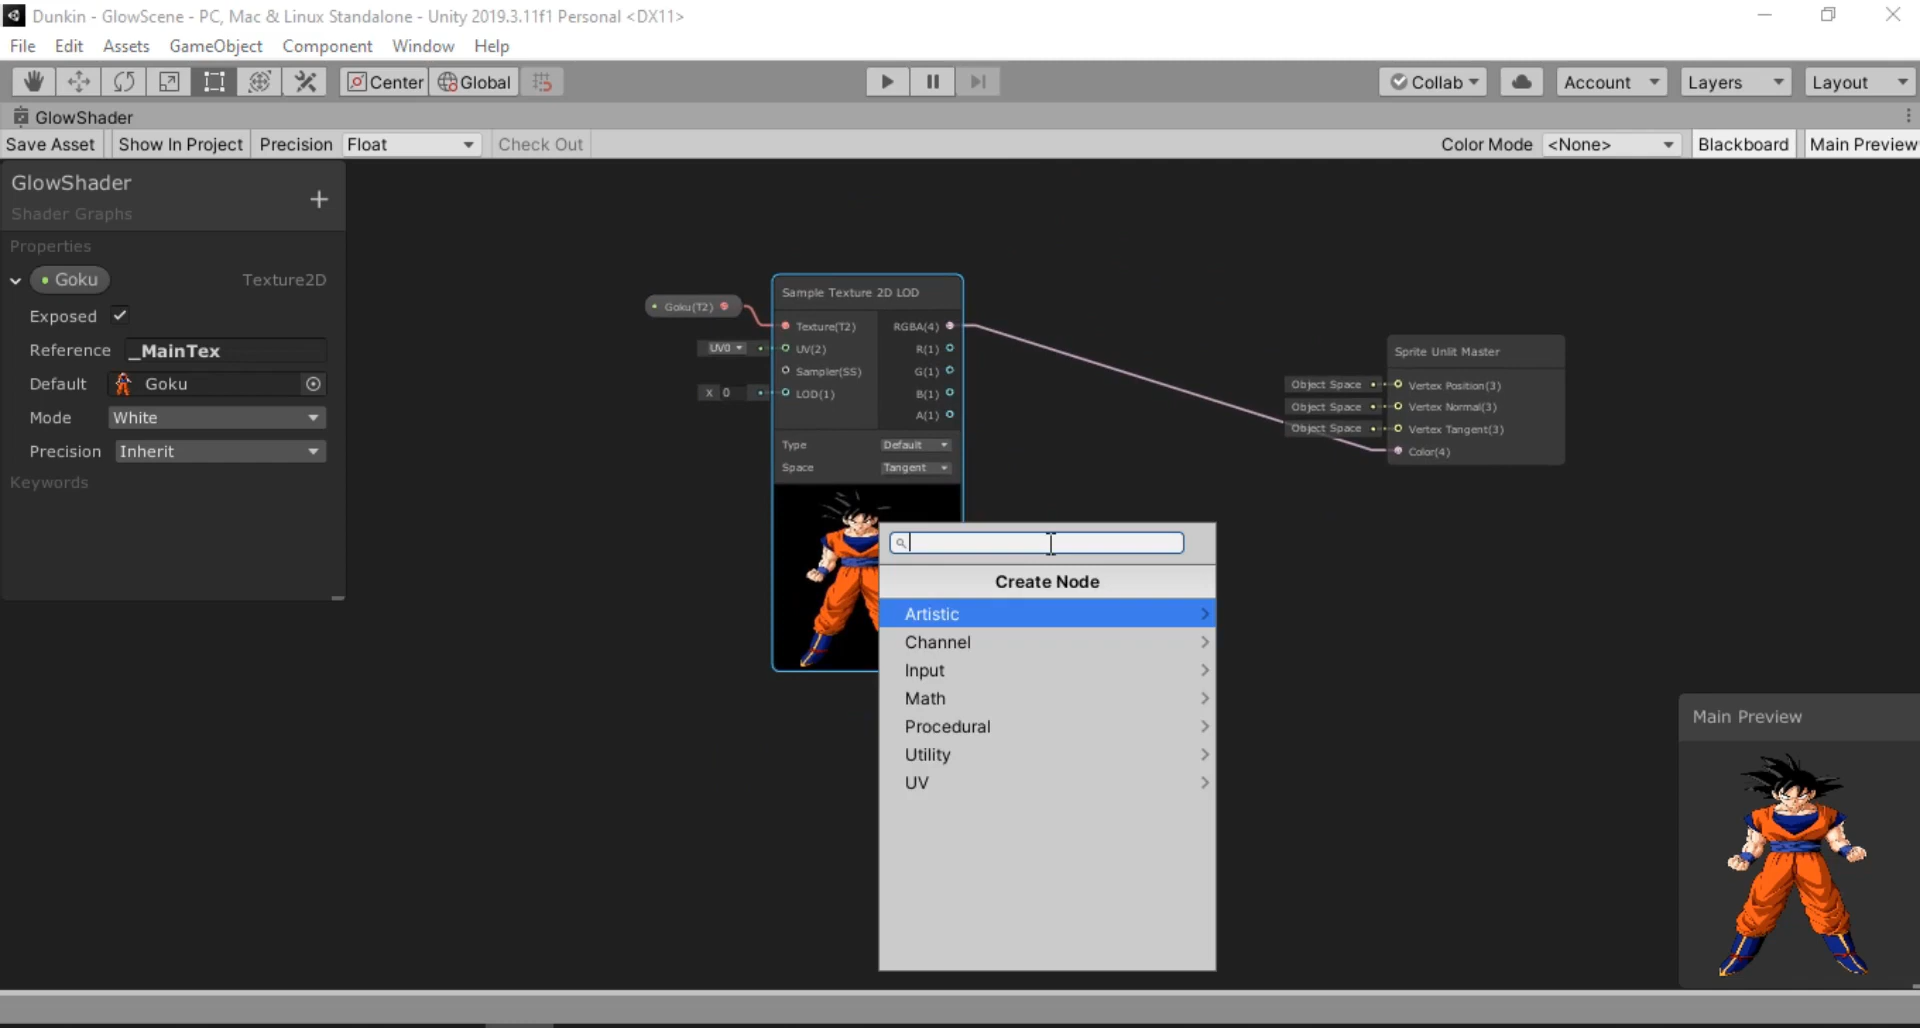 Dunkin - GlowScene - PC, Mac & Linux Standalone - Unity 2019.3.11f1 Personal <DX11>
File Edit Assets GameObject Component Window Help
Center Global Collab Account Layers Layout
GlowShader
Save Asset Show In Project Precision Float Check Out Color Mode <None> Blackboard Main Preview
GlowShader
Shader Graphs
Properties
Goku Texture2D
Exposed
Reference _MainTex
Default Goku
Mode White
Precision Inherit
Keywords
Goku(T2)
Sample Texture 2D LOD
Texture(T2) RGBA(4)
UV0 UV(2) R(1)
Sampler(SS) G(1)
X 0 LOD(1) B(1)
A(1)
Type Default
Space Tangent
Sprite Unlit Master
Object Space Vertex Position(3)
Object Space Vertex Normal(3)
Object Space Vertex Tangent(3)
Color(4)
Create Node
Artistic
Channel
Input
Math
Procedural
Utility
UV
Main Preview